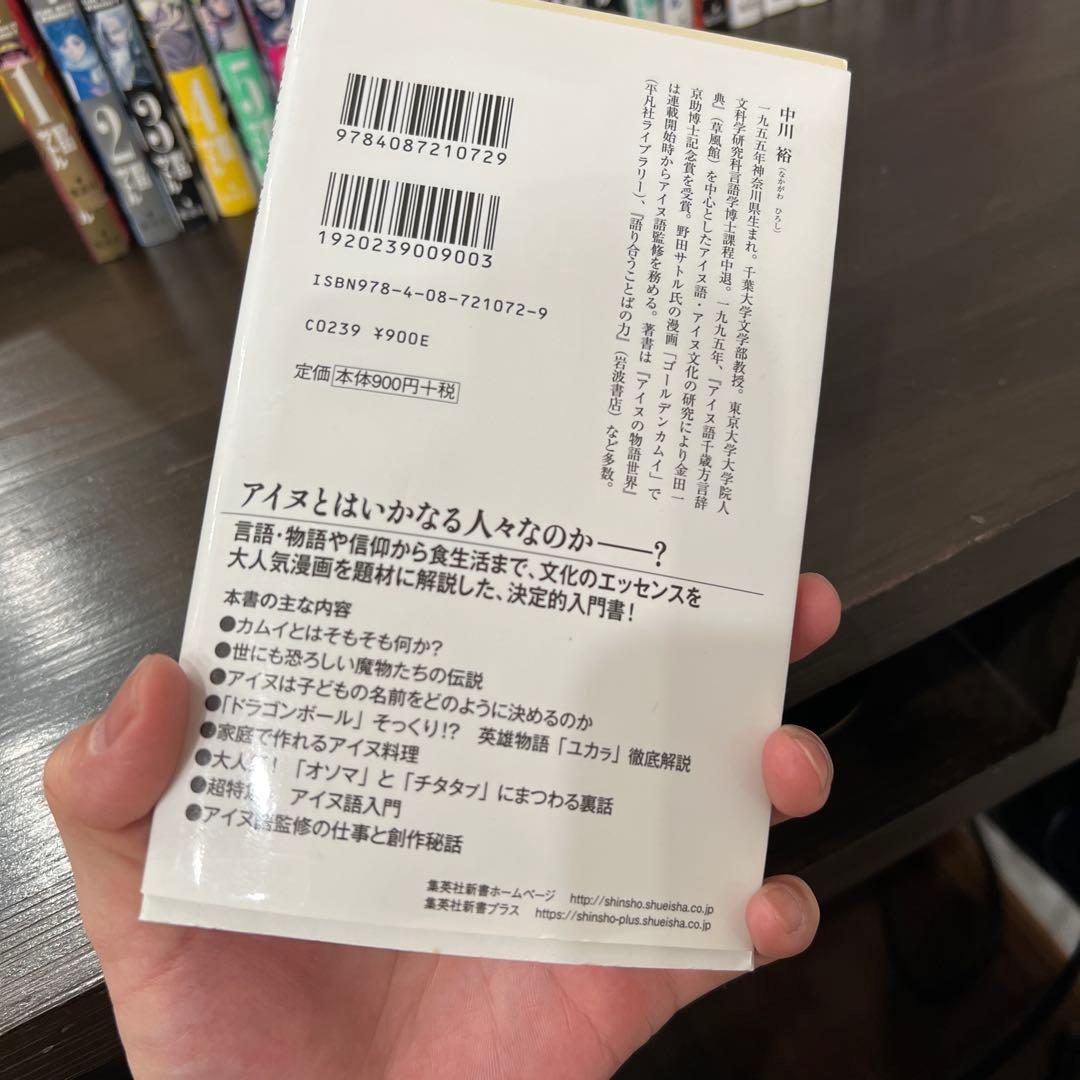 中川 裕(なかがわ ひろし)
一九五五年神奈川県生まれ。千葉大学文学部教授。東京大学大学院人
文科学研究科言語学博士課程中退。一九九五年、『アイヌ語千歳方言辞
典』(草風館)を中心としたアイヌ語・アイヌ文化の研究により金田一
京助博士記念賞を受賞。野田サトル氏の漫画「ゴールデンカムイ」で
は連載開始時からアイヌ語監修を務める。著書は『アイヌの物語世界』
(平凡社ライブラリー)、『語り合うことばの力』(岩波書店)など多数。
9784087210729
1920239009003
ISBN978-4-08-721072-9
C0239 ¥900E
定価 本体900円+税
アイヌとはいかなる人々なのか――?
言語・物語や信仰から食生活まで、文化のエッセンスを
大人気漫画を題材に解説した、決定的入門書!
本書の主な内容
●カムイとはそもそも何か?
●世にも恐ろしい魔物たちの伝説
●アイヌは子どもの名前をどのように決めるのか
●「ドラゴンボール」そっくり!? 英雄物語「ユカㇻ」徹底解説
●家庭で作れるアイヌ料理
●大人!「オソマ」と「チタタㇷ゚」にまつわる裏話
●超特 アイヌ語入門
●アイヌ語監修の仕事と創作秘話
集英社新書ホームページ http://shinsho.shueisha.co.jp
集英社新書プラス https://shinsho-plus.shueisha.co.jp
1
2
3
4
5